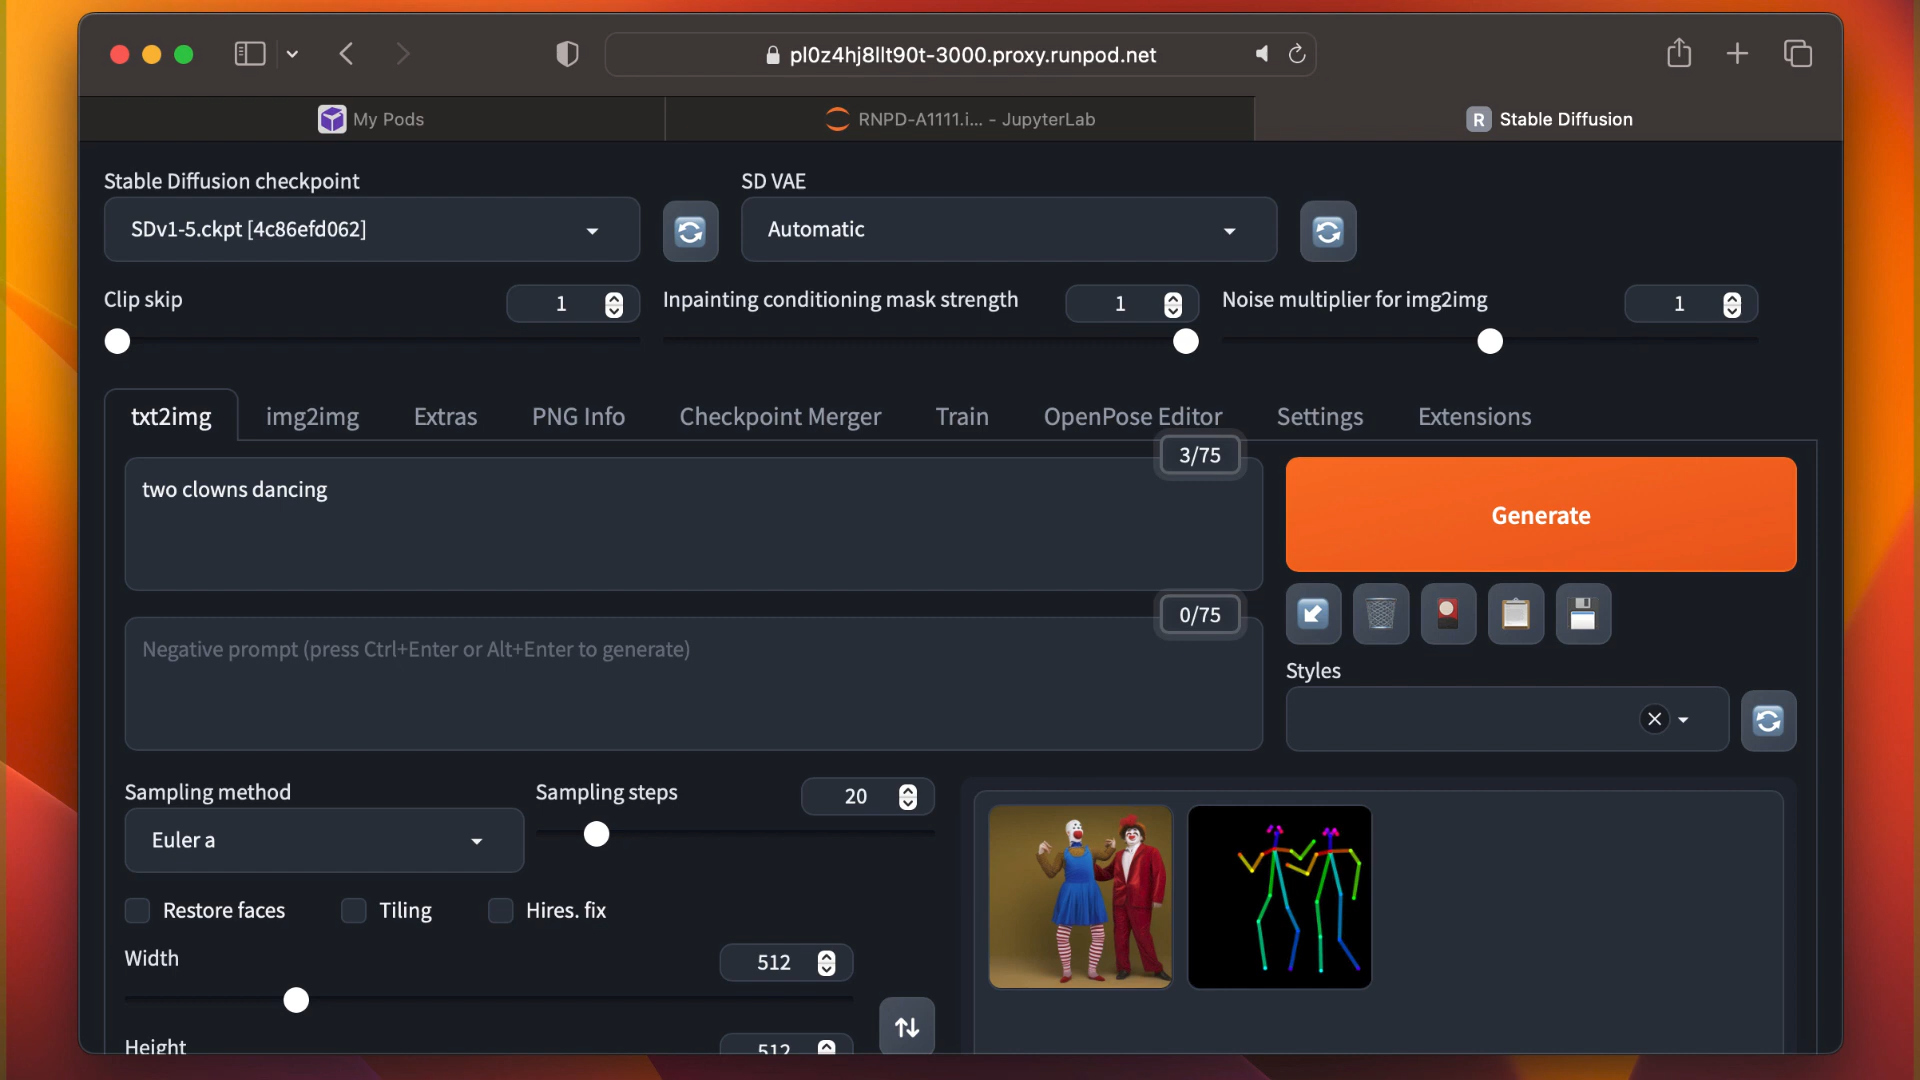 pl0z4hj8llt90t-3000.proxy.runpod.net
My Pods
RNPD-A1111.i... - JupyterLab
R Stable Diffusion
Stable Diffusion checkpoint
SD VAE
SDv1-5.ckpt [4c86efd062]
Automatic
Clip skip
1
Inpainting conditioning mask strength
1
Noise multiplier for img2img
1
txt2img
img2img
Extras
PNG Info
Checkpoint Merger
Train
OpenPose Editor
Settings
Extensions
3/75
two clowns dancing
Generate
0/75
Negative prompt (press Ctrl+Enter or Alt+Enter to generate)
Styles
Sampling method
Sampling steps
20
Euler a
Restore faces
Tiling
Hires. fix
Width
512
Height
512